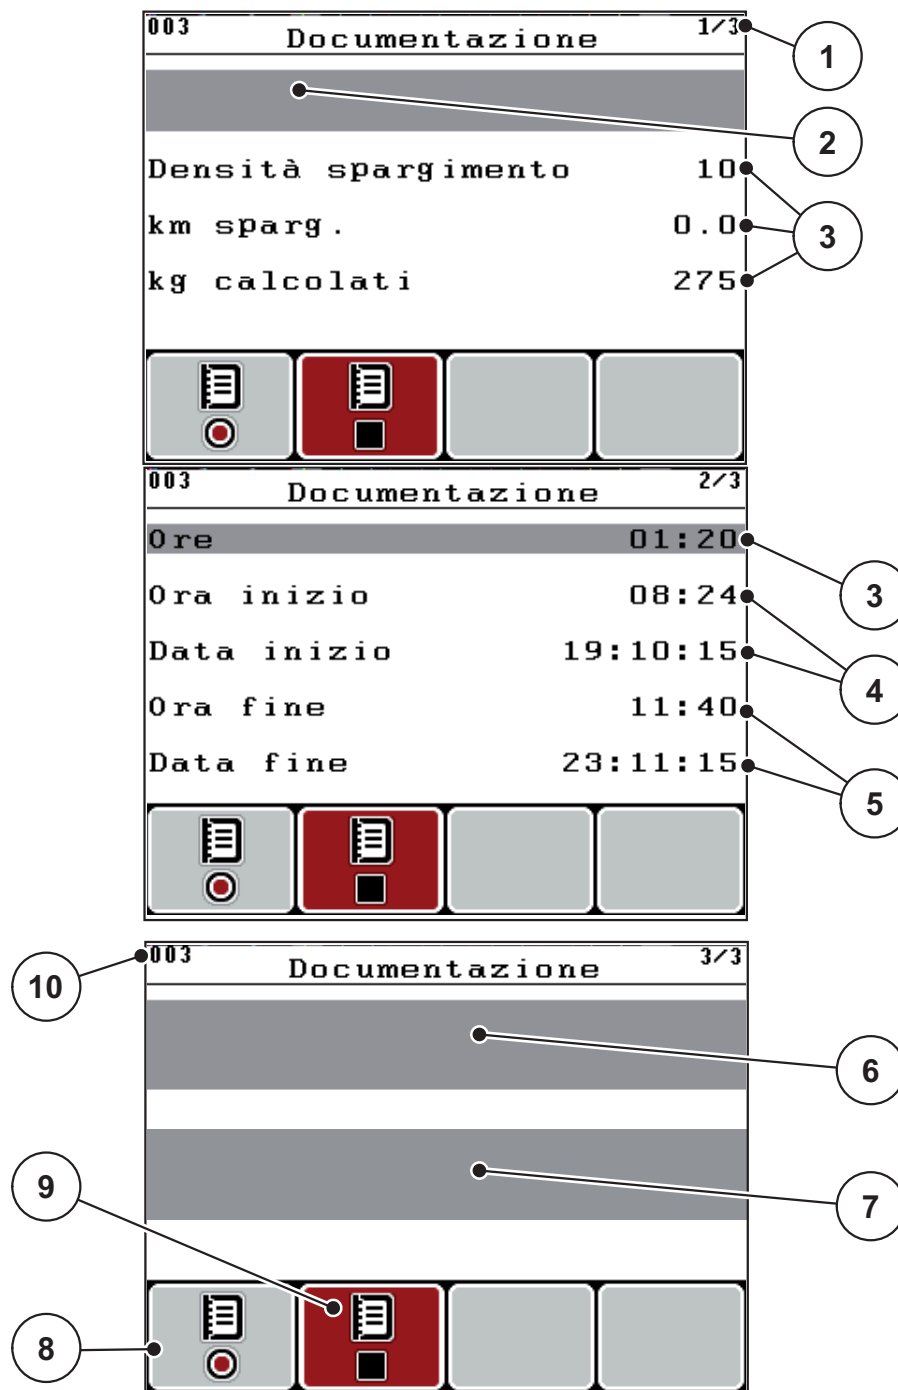 003 Documentazione 1/3
1
2
Densità spargimento 10
km sparg. 0.0
3
kg calcolati 275
003 Documentazione 2/3
Ore 01:20
3
Ora inizio 08:24
Data inizio 19:10:15
4
Ora fine 11:40
Data fine 23:11:15
5
003 Documentazione 3/3
10
6
9
7
8